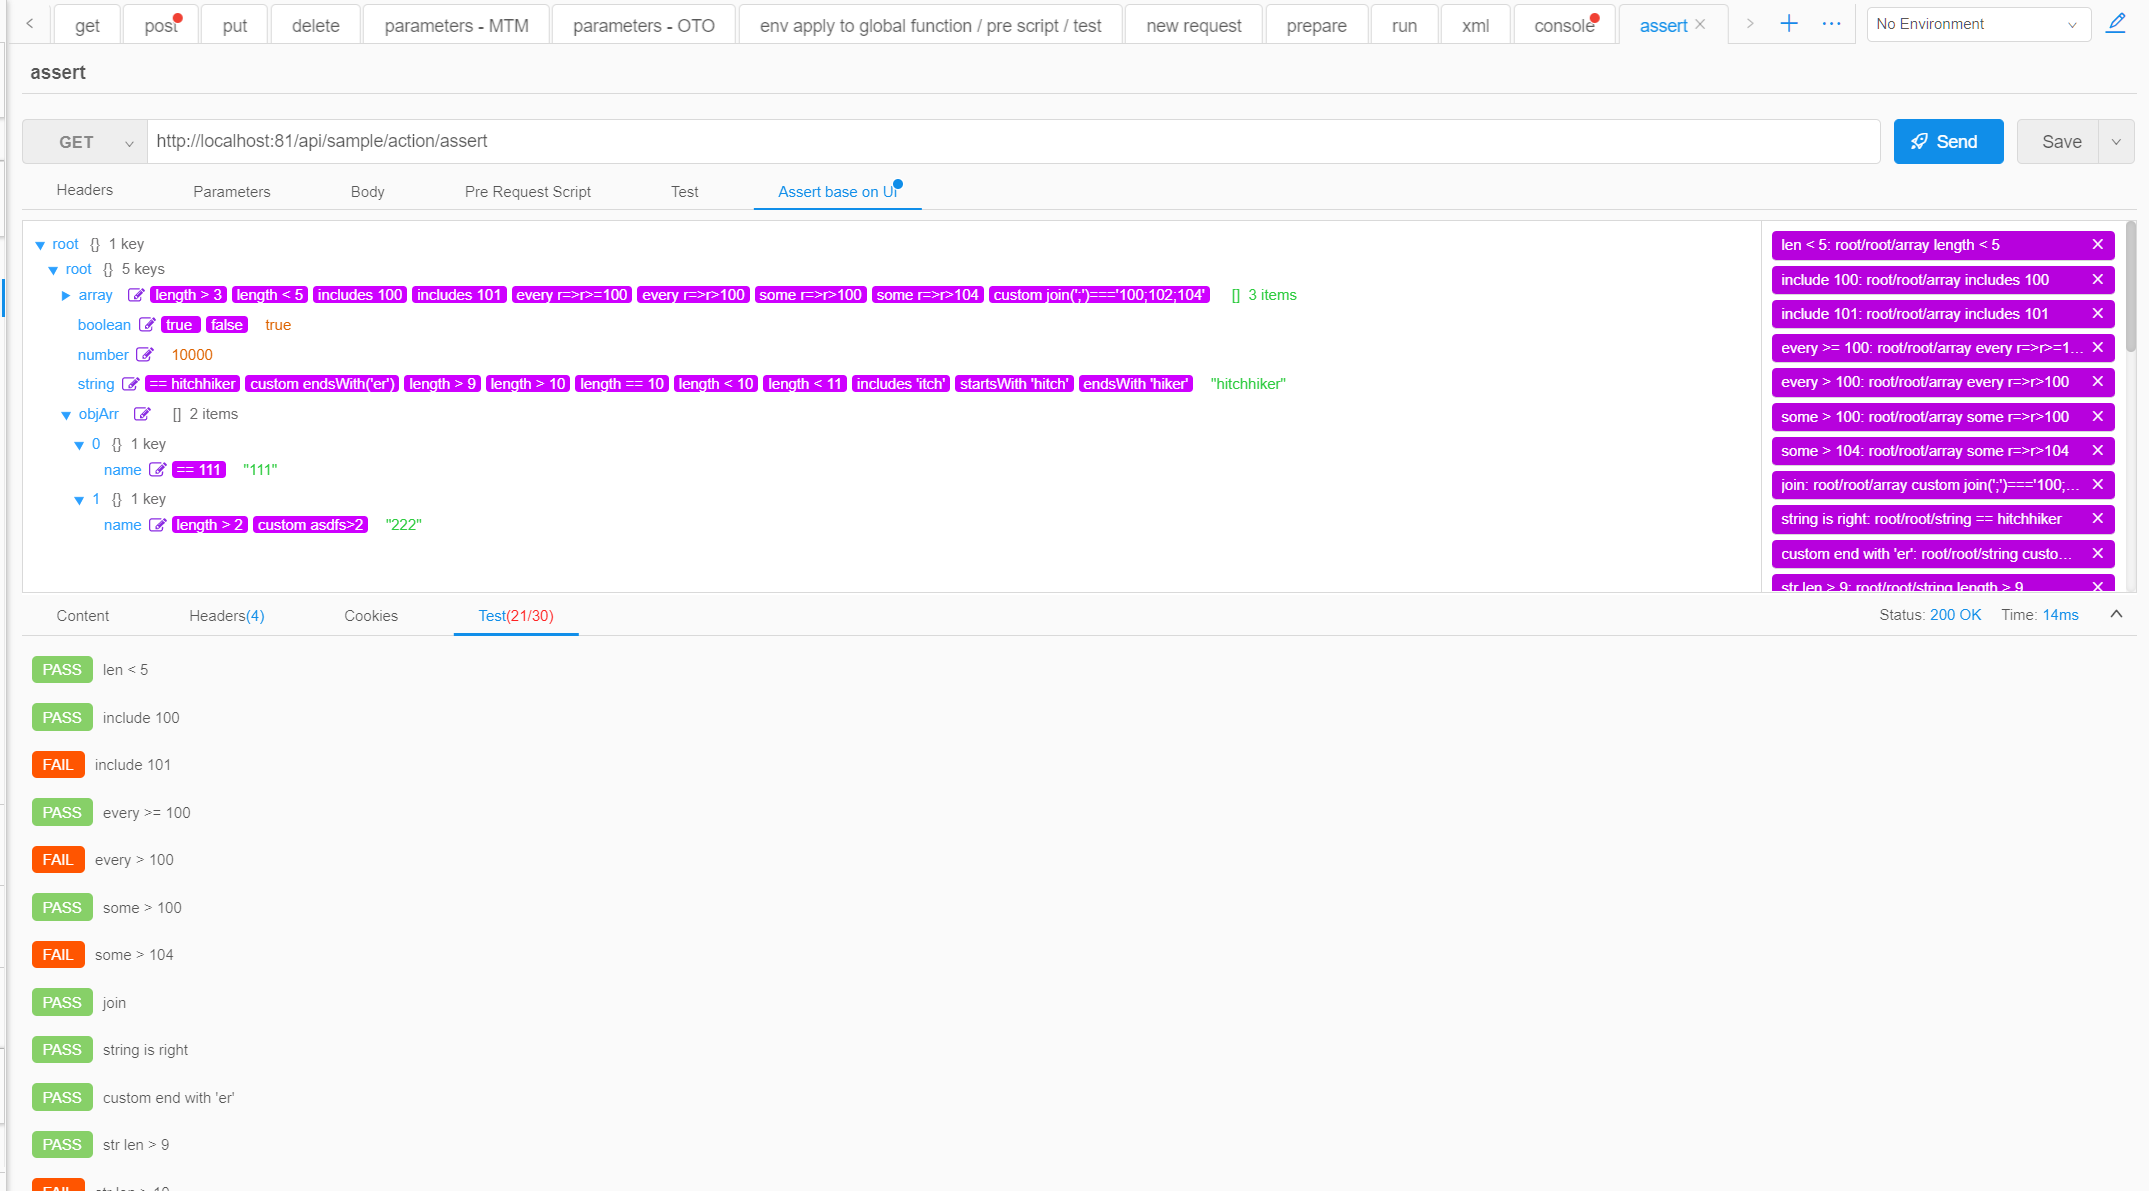 get post put delete parameters - MTM parameters - OTO env apply to global function / pre script / test new request prepare run xml console assert No Environment
assert
GET http://localhost:81/api/sample/action/assert Send Save
Headers Parameters Body Pre Request Script Test Assert base on UI
root {} 1 key
root {} 5 keys
array length > 3 length < 5 includes 100 includes 101 every r=>r>=100 every r=>r>100 some r=>r>100 some r=>r>104 custom join(';')==='100;102;104' [] 3 items
boolean true false true
number 10000
string == hitchhiker custom endsWith('er') length > 9 length > 10 length == 10 length < 10 length < 11 includes 'itch' startsWith 'hitch' endsWith 'hiker' "hitchhiker"
objArr [] 2 items
0 {} 1 key
name == 111 "111"
1 {} 1 key
name length > 2 custom asdfs>2 "222"
len < 5: root/root/array length < 5
include 100: root/root/array includes 100
include 101: root/root/array includes 101
every >= 100: root/root/array every r=>r>=1...
every > 100: root/root/array every r=>r>100
some > 100: root/root/array some r=>r>100
some > 104: root/root/array some r=>r>104
join: root/root/array custom join(';')==='100;...
string is right: root/root/string == hitchhiker
custom end with 'er': root/root/string custo...
str len > 9: root/root/string length > 9
Content Headers(4) Cookies Test(21/30) Status: 200 OK Time: 14ms
PASS len < 5
PASS include 100
FAIL include 101
PASS every >= 100
FAIL every > 100
PASS some > 100
FAIL some > 104
PASS join
PASS string is right
PASS custom end with 'er'
PASS str len > 9
FAIL str len > 10